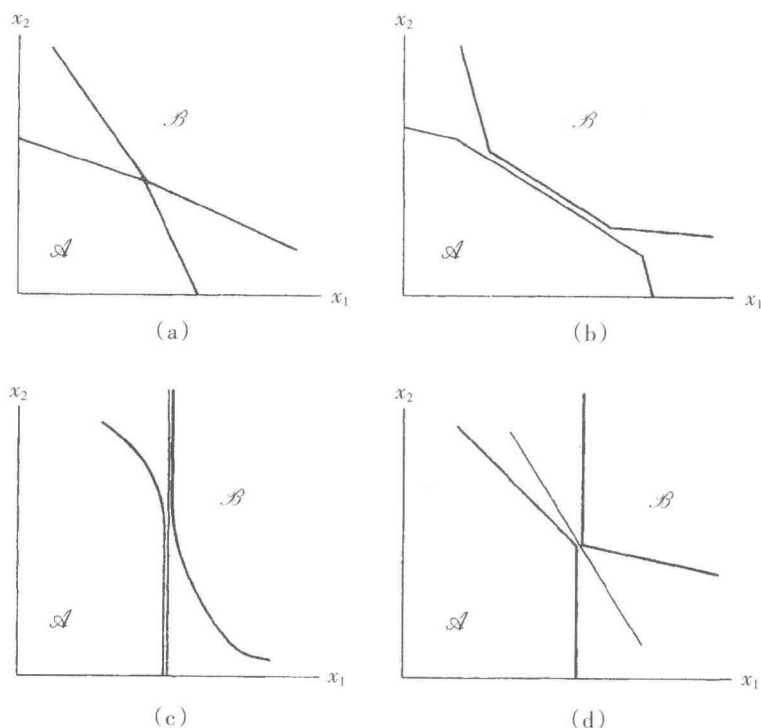 x₂
ℬ
𝒜
x₁
(a)
x₂
ℬ
𝒜
x₁
(b)
x₂
ℬ
𝒜
x₁
(c)
x₂
ℬ
𝒜
x₁
(d)